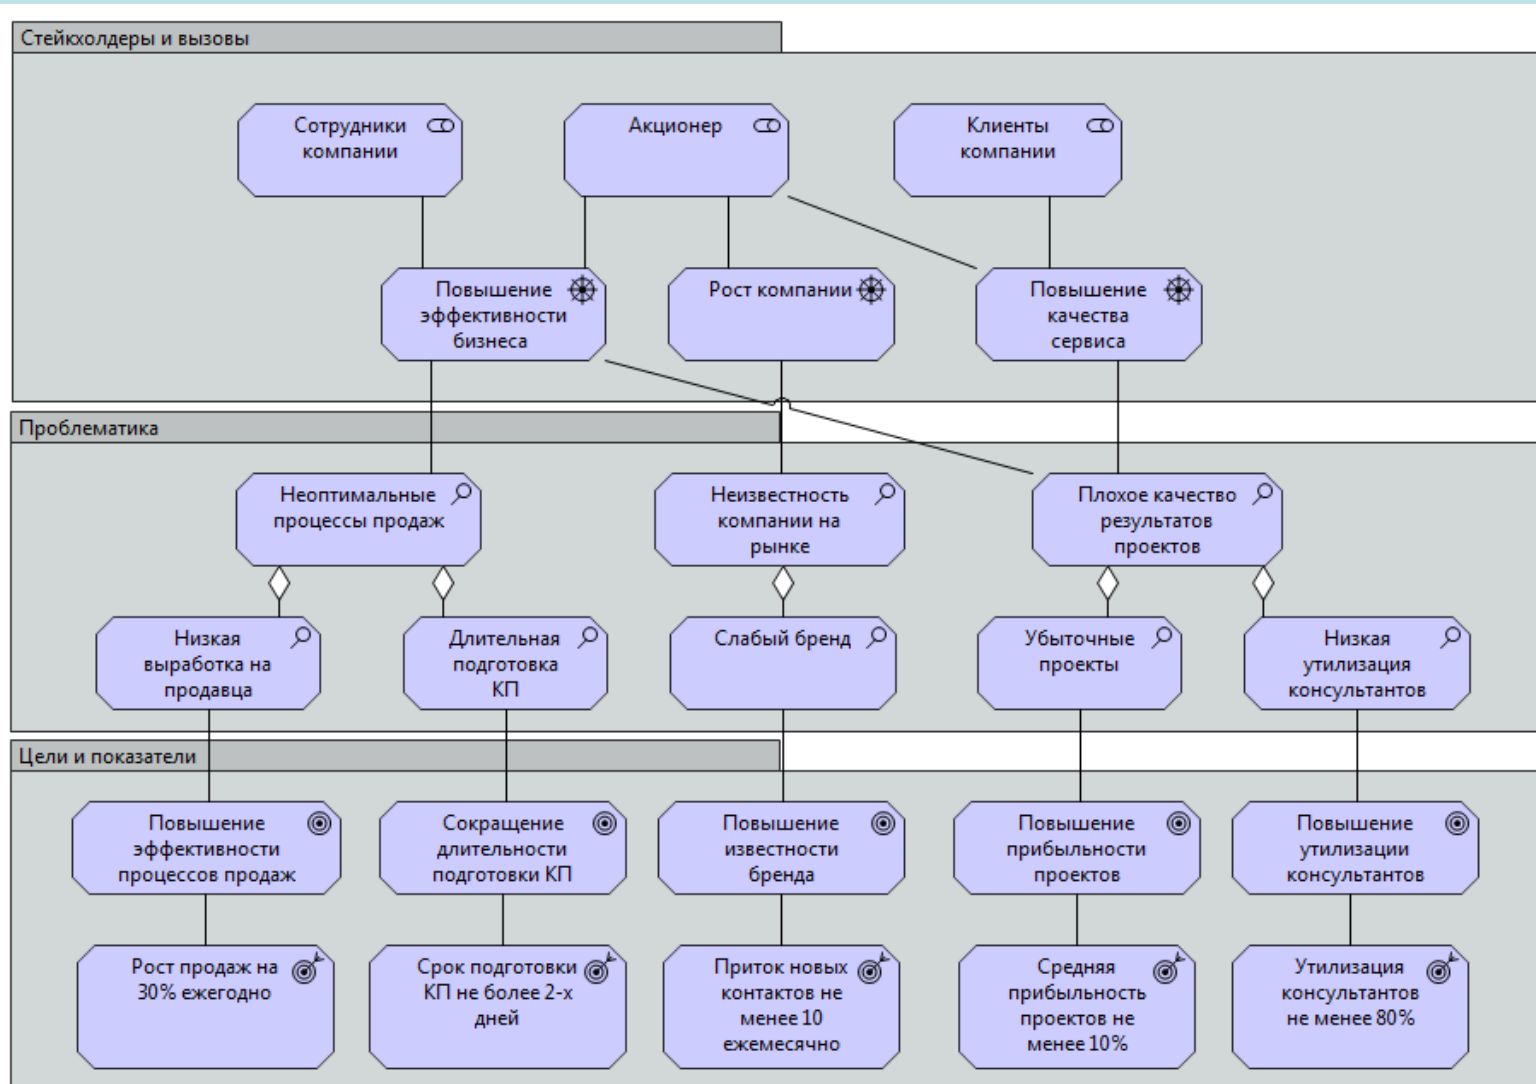 Стейкхолдеры и вызовы
Сотрудники
компании
Акционер
Клиенты
компании
Повышение
эффективности
бизнеса
Рост компании
Повышение
качества
сервиса
Проблематика
Неоптимальные
процессы продаж
Неизвестность
компании на
рынке
Плохое качество
результатов
проектов
Низкая
выработка на
продавца
Длительная
подготовка
КП
Слабый бренд
Убыточные
проекты
Низкая
утилизация
консультантов
Цели и показатели
Повышение
эффективности
процессов продаж
Сокращение
длительности
подготовки КП
Повышение
известности
бренда
Повышение
прибыльности
проектов
Повышение
утилизации
консультантов
Рост продаж на
30% ежегодно
Срок подготовки
КП не более 2-х
дней
Приток новых
контактов не
менее 10
ежемесячно
Средняя
прибыльность
проектов не
менее 10%
Утилизация
консультантов
не менее 80%